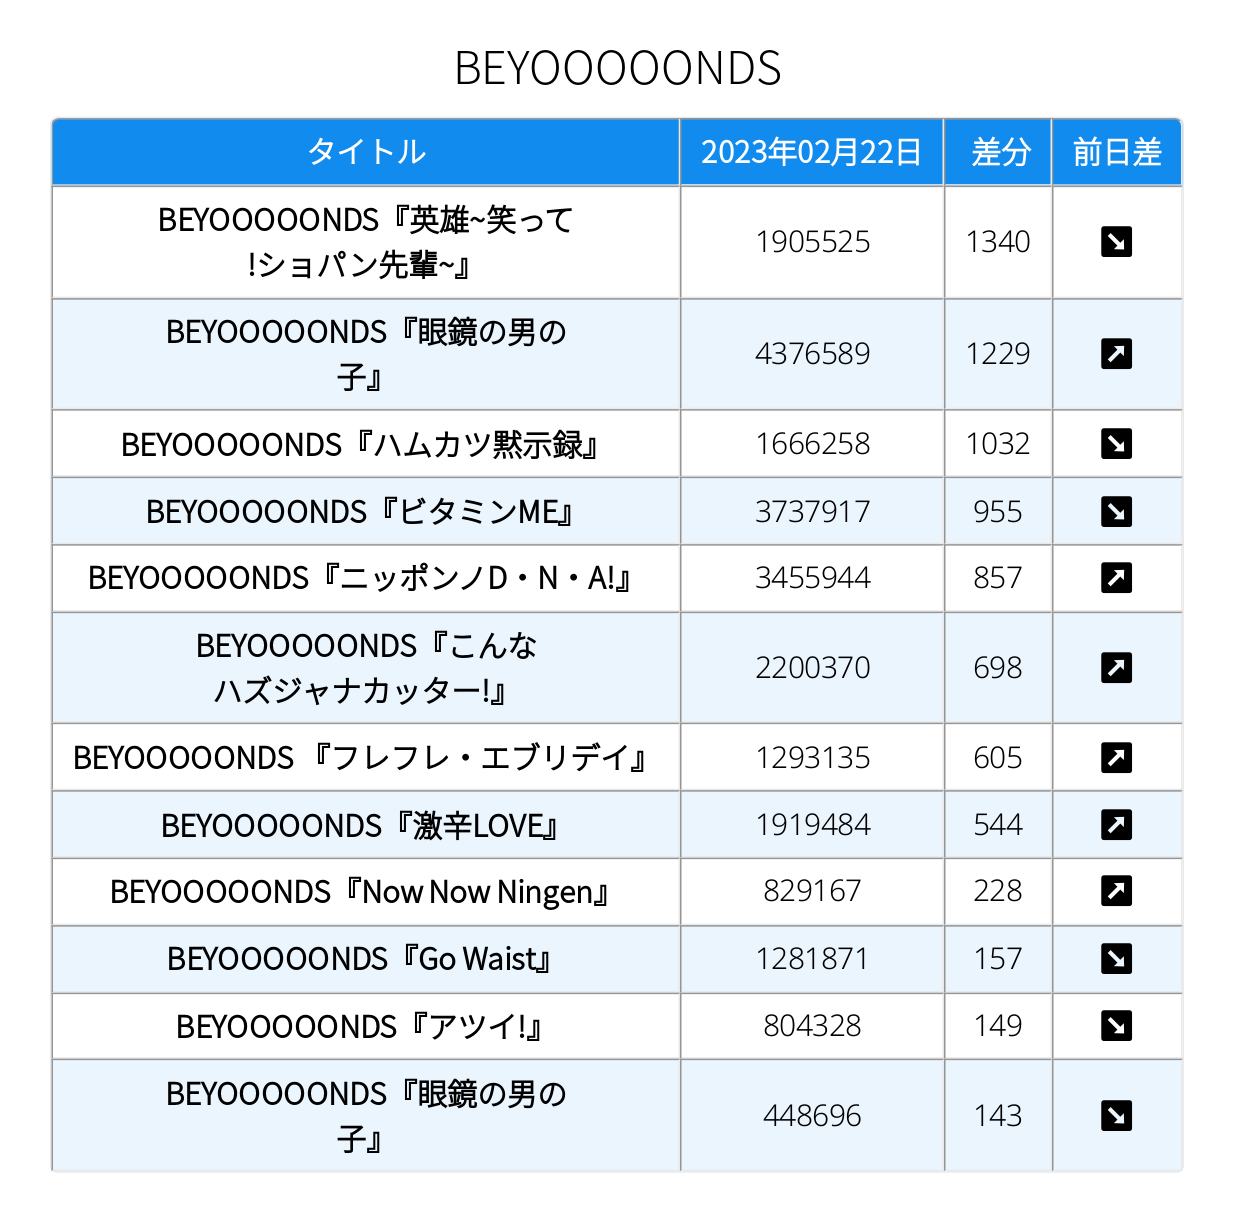 BEYOOOOONDS
タイトル 2023年02月22日 差分 前日差
BEYOOOOONDS『英雄~笑って
!ショパン先輩~』 1905525 1340 ↘
BEYOOOOONDS『眼鏡の男の
子』 4376589 1229 ↗
BEYOOOOONDS『ハムカツ黙示録』 1666258 1032 ↘
BEYOOOOONDS『ビタミンME』 3737917 955 ↘
BEYOOOOONDS『ニッポンノD・N・A!』 3455944 857 ↗
BEYOOOOONDS『こんな
ハズジャナカッター!』 2200370 698 ↗
BEYOOOOONDS 『フレフレ・エブリデイ』 1293135 605 ↗
BEYOOOOONDS『激辛LOVE』 1919484 544 ↗
BEYOOOOONDS『Now Now Ningen』 829167 228 ↗
BEYOOOOONDS『Go Waist』 1281871 157 ↘
BEYOOOOONDS『アツイ!』 804328 149 ↘
BEYOOOOONDS『眼鏡の男の
子』 448696 143 ↘